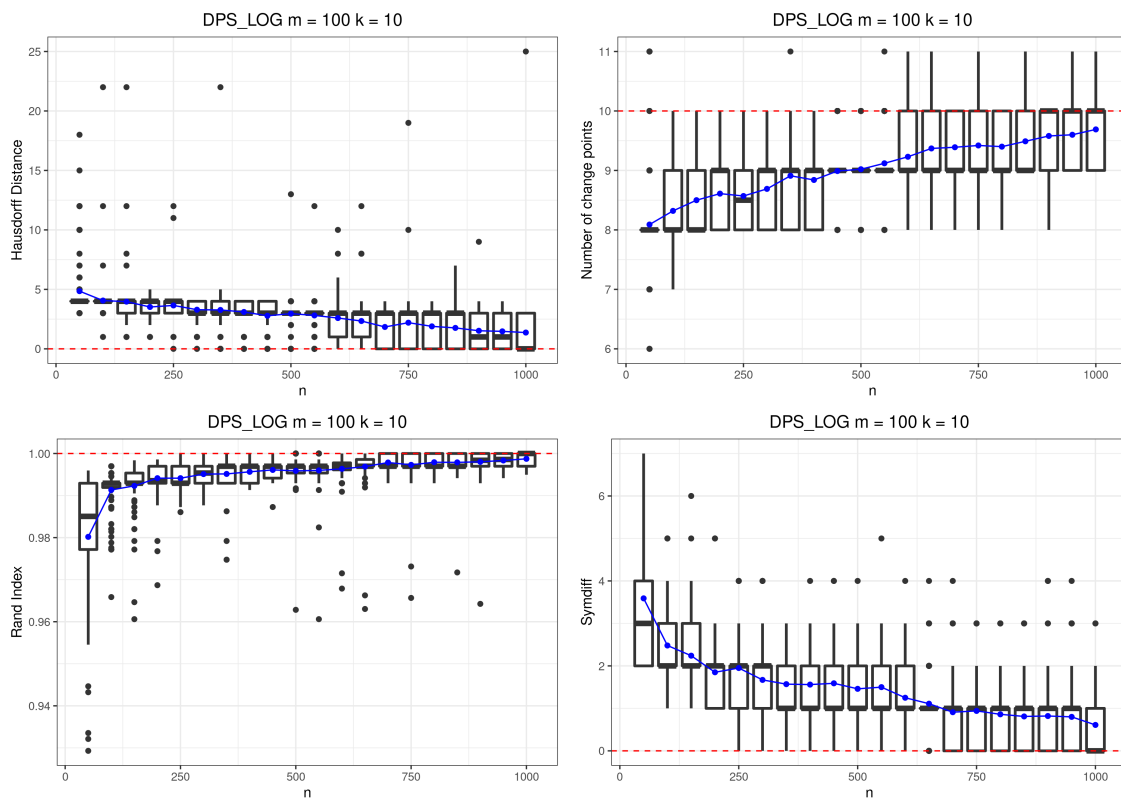 DPS_LOG m = 100 k = 10
Hausdorff Distance
25
20
15
10
5
0
0 250 500 750 1000
n
DPS_LOG m = 100 k = 10
Number of change points
11
10
9
8
7
6
0 250 500 750 1000
n
DPS_LOG m = 100 k = 10
Rand Index
1.00
0.98
0.96
0.94
0 250 500 750 1000
n
DPS_LOG m = 100 k = 10
Symdiff
6
4
2
0
0 250 500 750 1000
n